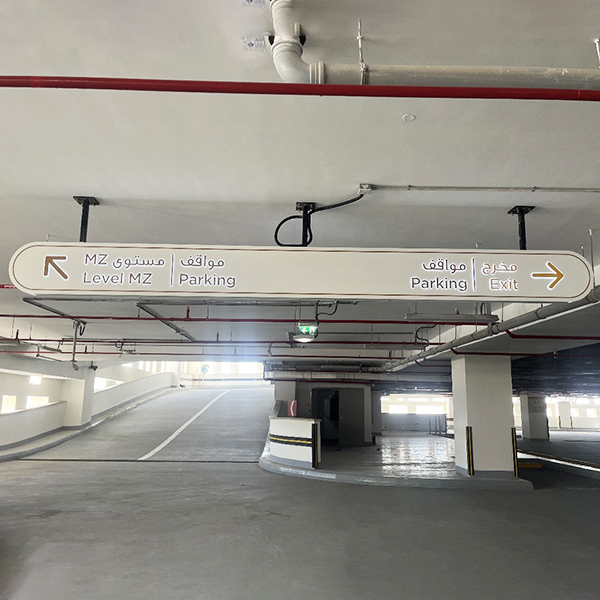 مستوى MZ
Level MZ
مواقف
Parking
مواقف
Parking
مخرج
Exit